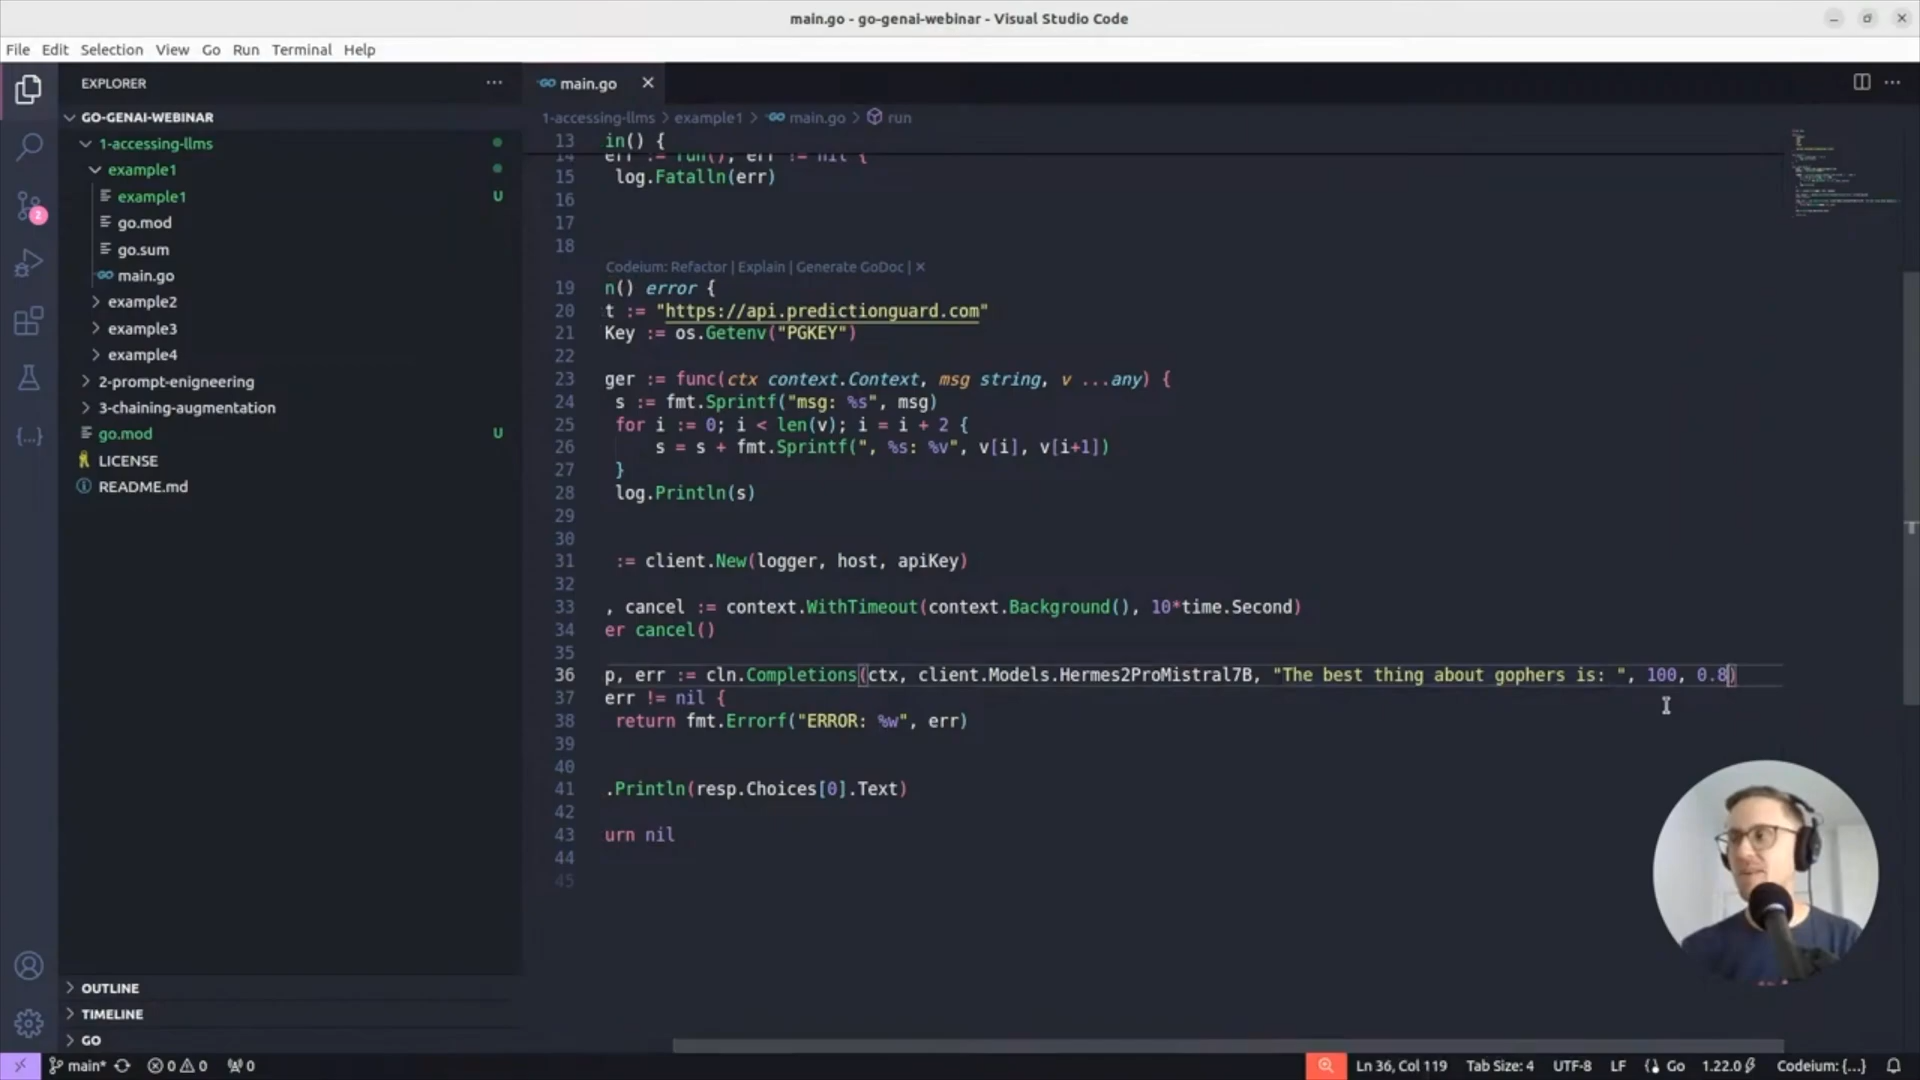 main.go - go-genai-webinar - Visual Studio Code
File Edit Selection View Go Run Terminal Help
EXPLORER
GO-GENAI-WEBINAR
1-accessing-llms
example1
example1 U
go.mod
go.sum
main.go
example2
example3
example4
2-prompt-enigneering
3-chaining-augmentation
go.mod U
LICENSE
README.md
OUTLINE
TIMELINE
GO
2
main.go
1-accessing-llms > example1 > main.go > run
13 in() {
14 err := run(); err != nil {
15 log.Fatalln(err)
16
17
18
Codeium: Refactor | Explain | Generate GoDoc | ×
19 n() error {
20 t := "https://api.predictionguard.com"
21 Key := os.Getenv("PGKEY")
22
23 ger := func(ctx context.Context, msg string, v ...any) {
24 s := fmt.Sprintf("msg: %s", msg)
25 for i := 0; i < len(v); i = i + 2 {
26 s = s + fmt.Sprintf(", %s: %v", v[i], v[i+1])
27 }
28 log.Println(s)
29
30
31 := client.New(logger, host, apiKey)
32
33 , cancel := context.WithTimeout(context.Background(), 10*time.Second)
34 er cancel()
35
36 p, err := cln.Completions(ctx, client.Models.Hermes2ProMistral7B, "The best thing about gophers is: ", 100, 0.8)
37 err != nil {
38 return fmt.Errorf("ERROR: %w", err)
39
40
41 .Println(resp.Choices[0].Text)
42
43 urn nil
44
45
main* 0 0 0 Ln 36, Col 119 Tab Size: 4 UTF-8 LF Go 1.22.0 Codeium: {...}